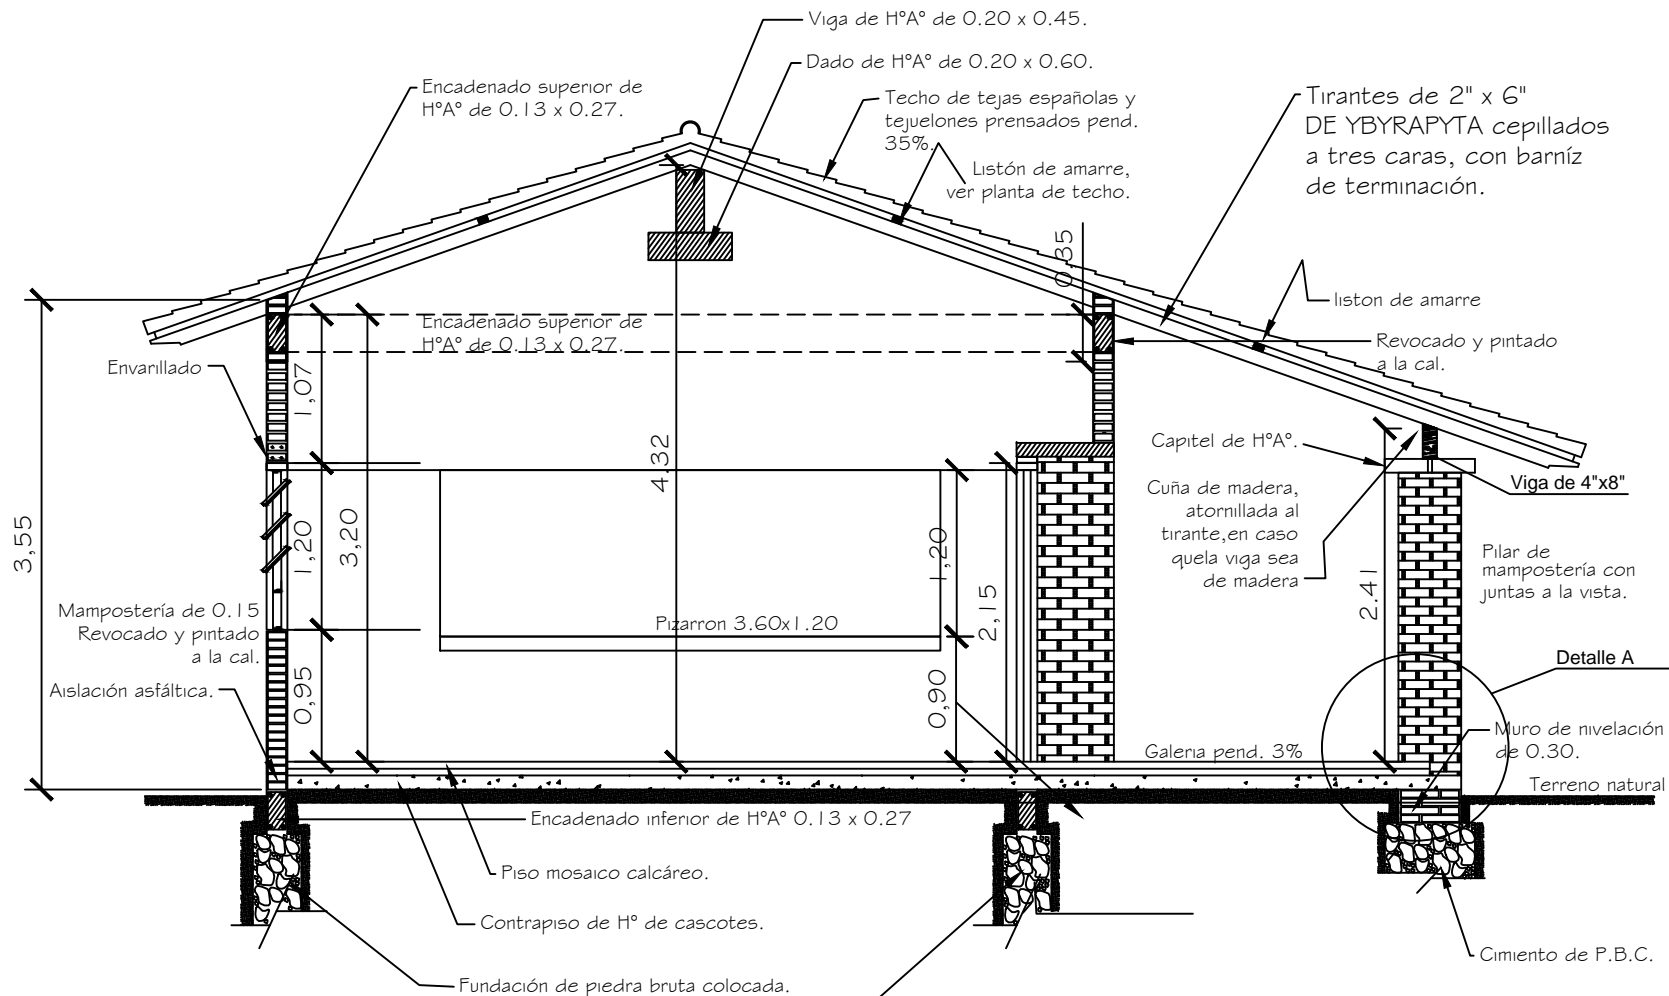 Viga de H°A° de 0.20 x 0.45.
Dado de H°A° de 0.20 x 0.60.
Encadenado superior de
H°A° de 0.13 x 0.27.
Techo de tejas españolas y
tejuelones prensados pend.
35%.
Listón de amarre,
ver planta de techo.
Tirantes de 2" x 6"
DE YBYRAPYTA cepillados
a tres caras, con barníz
de terminación.
0.35
liston de amarre
Encadenado superior de
H°A° de 0.13 x 0.27.
Revocado y pintado
a la cal.
Envarillado
1,07
3,55
1,20
3,20
4.32
Capitel de H°A°.
Viga de 4"x8"
Cuña de madera,
atornillada al
tirante,en caso
quela viga sea
de madera
1,20
2,15
2.41
Pilar de
mampostería con
juntas a la vista.
Mampostería de 0.15
Revocado y pintado
a la cal.
Pizarron 3.60x1.20
Detalle A
Aislación asfáltica.
0,95
0,90
Muro de nivelación
de 0.30.
Galeria pend. 3%
Terreno natural
Encadenado inferior de H°A° 0.13 x 0.27
Piso mosaico calcáreo.
Contrapiso de H° de cascotes.
Cimiento de P.B.C.
Fundación de piedra bruta colocada.